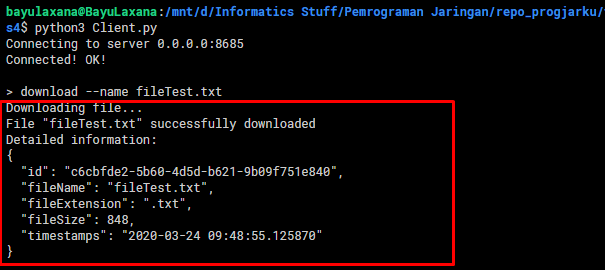 bayulaxana@BayuLaxana:/mnt/d/Informatics Stuff/Pemrograman Jaringan/repo_progjarku/
s4$ python3 Client.py
Connecting to server 0.0.0.0:8685
Connected! OK!
> download --name fileTest.txt
Downloading file...
File "fileTest.txt" successfully downloaded
Detailed information:
{
"id": "c6cbfde2-5b60-4d5d-b621-9b09f751e840",
"fileName": "fileTest.txt",
"fileExtension": ".txt",
"fileSize": 848,
"timestamps": "2020-03-24 09:48:55.125870"
}